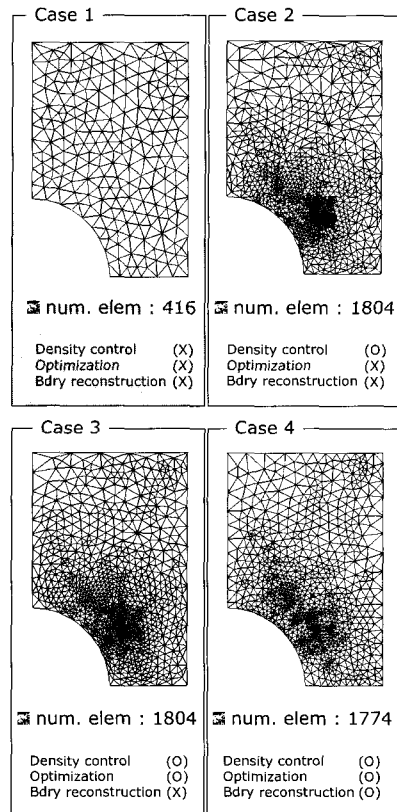 Case 1
num. elem : 416
Density control (X)
Optimization (X)
Bdry reconstruction (X)
Case 2
num. elem : 1804
Density control (O)
Optimization (X)
Bdry reconstruction (X)
Case 3
num. elem : 1804
Density control (O)
Optimization (O)
Bdry reconstruction (X)
Case 4
num. elem : 1774
Density control (O)
Optimization (O)
Bdry reconstruction (O)